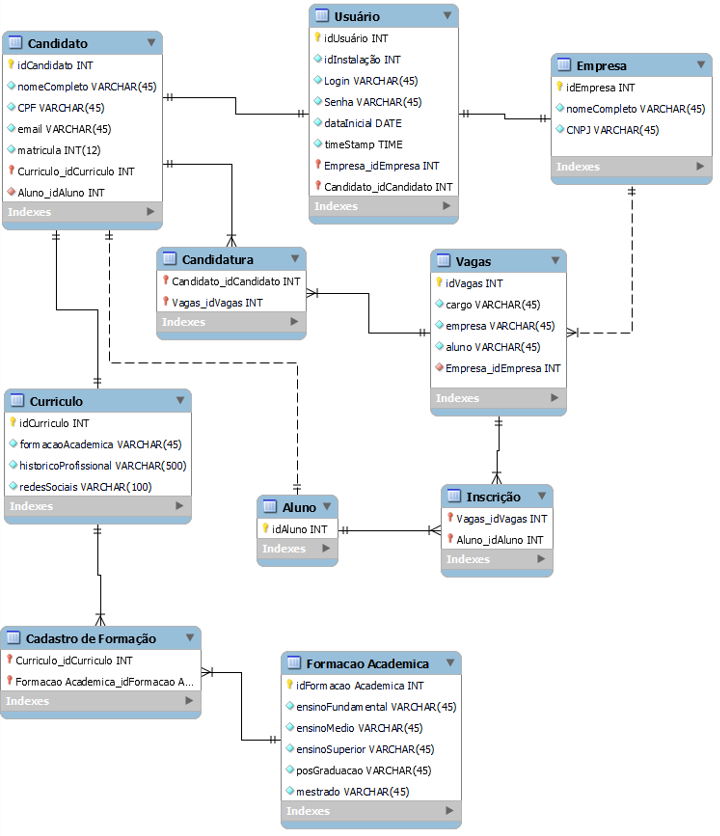 Candidato
idCandidato INT
nomeCompleto VARCHAR(45)
CPF VARCHAR(45)
email VARCHAR(45)
matricula INT(12)
Curriculo_idCurriculo INT
Aluno_idAluno INT
Indexes
Usuário
idUsuário INT
idInstalação INT
Login VARCHAR(45)
Senha VARCHAR(45)
dataInicial DATE
timeStamp TIME
Empresa_idEmpresa INT
Candidato_idCandidato INT
Indexes
Empresa
idEmpresa INT
nomeCompleto VARCHAR(45)
CNPJ VARCHAR(45)
Indexes
Candidatura
Candidato_idCandidato INT
Vagas_idVagas INT
Indexes
Vagas
idVagas INT
cargo VARCHAR(45)
empresa VARCHAR(45)
aluno VARCHAR(45)
Empresa_idEmpresa INT
Indexes
Curriculo
idCurriculo INT
formacaoAcademica VARCHAR(45)
historicoProfissional VARCHAR(500)
redesSociais VARCHAR(100)
Indexes
Aluno
idAluno INT
Indexes
Inscrição
Vagas_idVagas INT
Aluno_idAluno INT
Indexes
Cadastro de Formação
Curriculo_idCurriculo INT
Formacao Academica_idFormacao A...
Indexes
Formacao Academica
idFormacao Academica INT
ensinoFundamental VARCHAR(45)
ensinoMedio VARCHAR(45)
ensinoSuperior VARCHAR(45)
posGraduacao VARCHAR(45)
mestrado VARCHAR(45)
Indexes